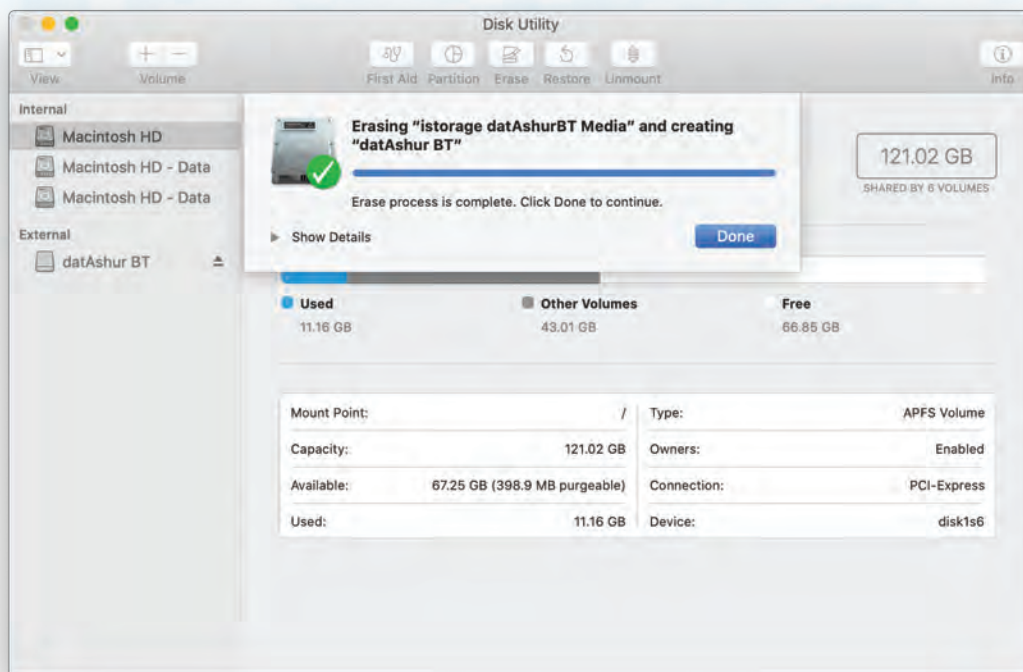 Disk Utility
View
Volume
First Aid
Partition
Erase
Restore
Unmount
Info
Internal
Macintosh HD
Macintosh HD - Data
Macintosh HD - Data
External
datAshur BT
Erasing "istorage datAshurBT Media" and creating
"datAshur BT"
Erase process is complete. Click Done to continue.
Show Details
Done
121.02 GB
SHARED BY 6 VOLUMES
Used
11.16 GB
Other Volumes
43.01 GB
Free
66.85 GB
Mount Point: /
Type: APFS Volume
Capacity: 121.02 GB
Owners: Enabled
Available: 67.25 GB (398.9 MB purgeable)
Connection: PCI-Express
Used: 11.16 GB
Device: disk1s6